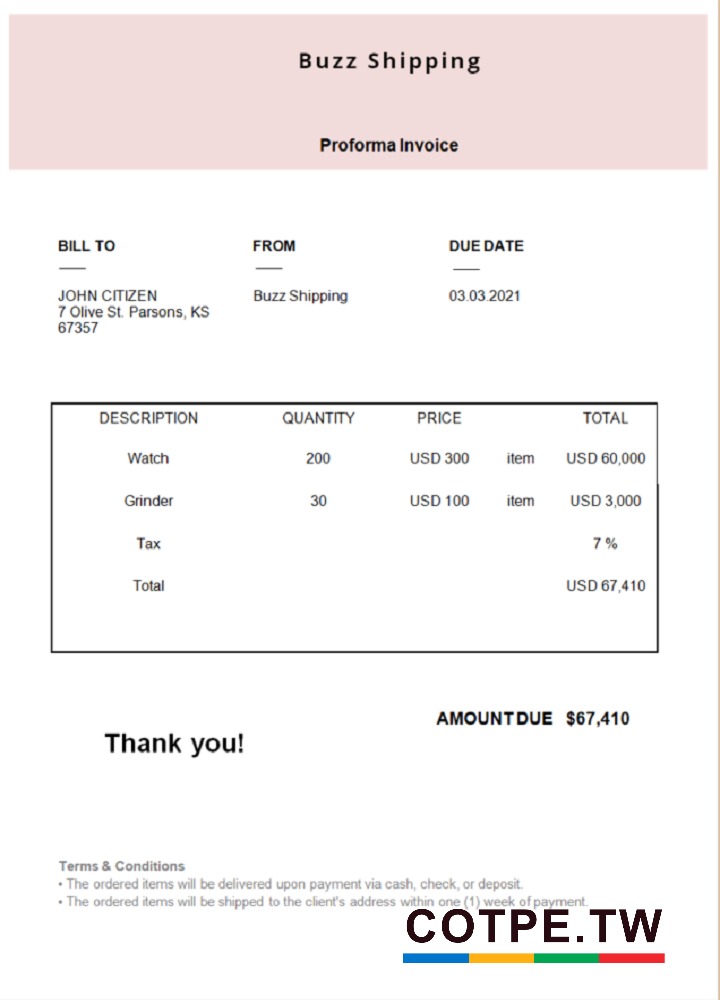 Buzz Shipping
Proforma Invoice
BILL TO FROM DUE DATE
JOHN CITIZEN Buzz Shipping 03.03.2021
7 Olive St. Parsons, KS
67357
DESCRIPTION QUANTITY PRICE TOTAL
Watch 200 USD 300 item USD 60,000
Grinder 30 USD 100 item USD 3,000
Tax 7 %
Total USD 67,410
AMOUNT DUE $67,410
Thank you!
Terms & Conditions
• The ordered items will be delivered upon payment via cash, check, or deposit.
• The ordered items will be shipped to the client's address within one (1) week of payment.
COTPE.TW